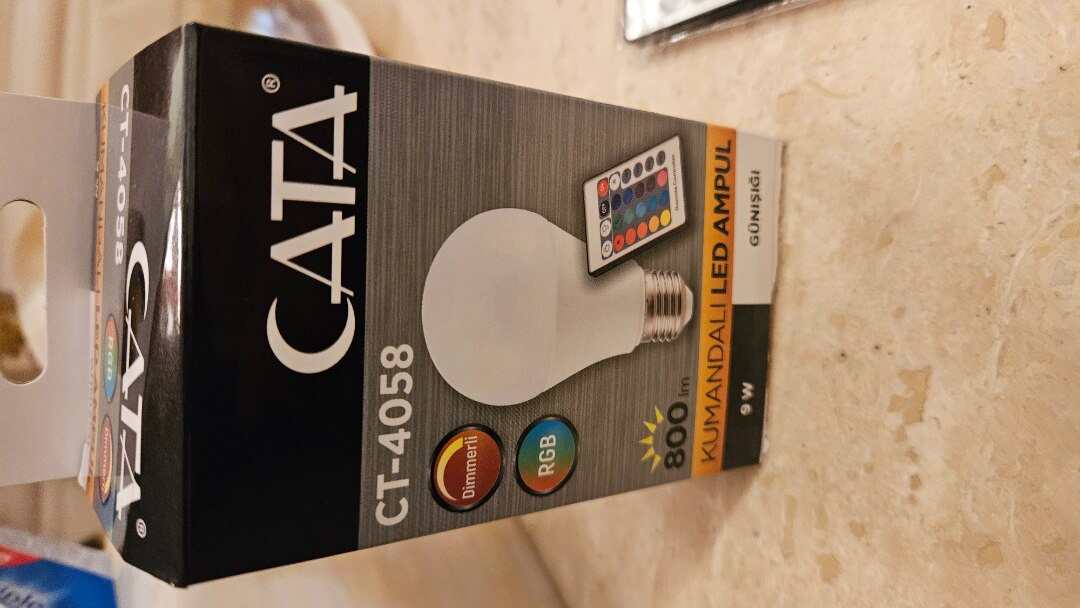 CATA®
CT-4058
Dimmerli
RGB
800 lm
KUMANDALI LED AMPUL
9 W
GÜNIŞIĞI
CT-4058
CATA®
RGB